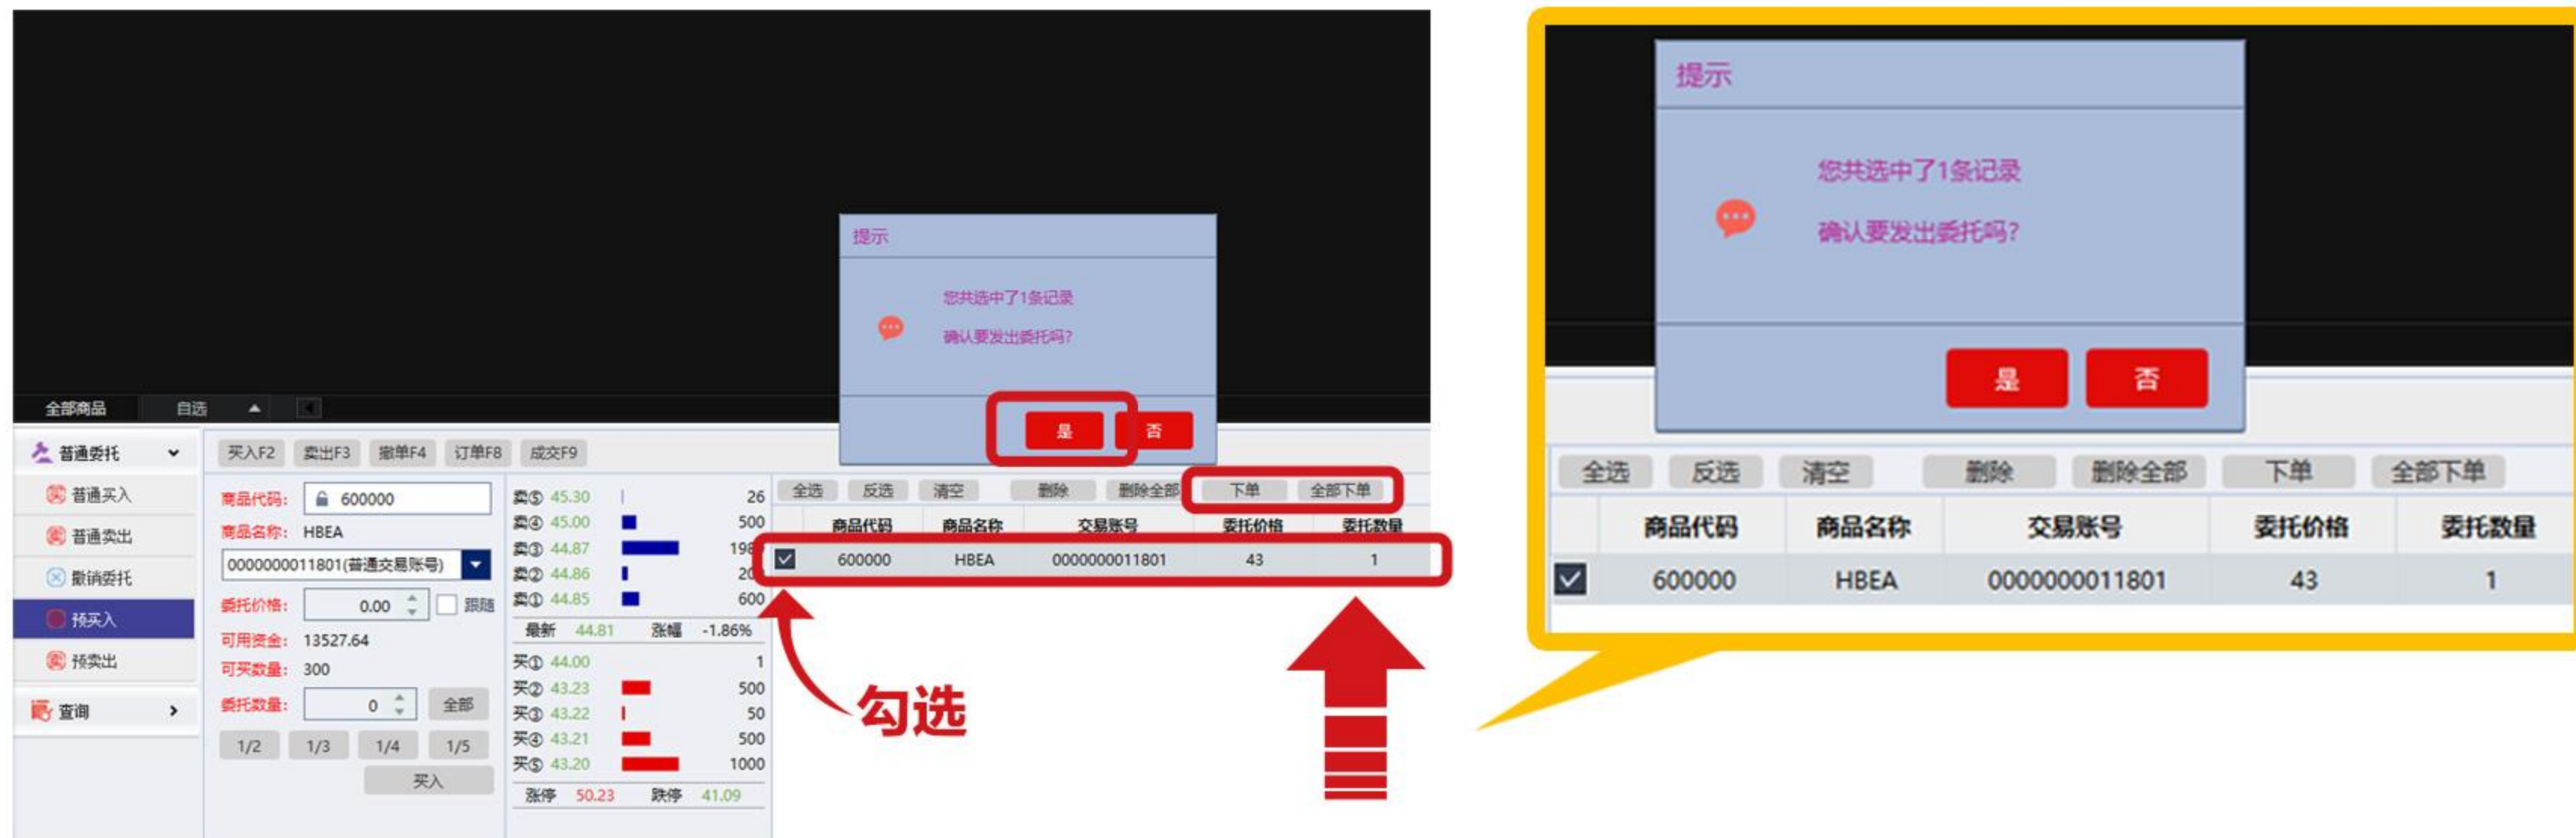 提示
您共选中了1条记录
确认要发出委托吗?
是 否
全部商品 自选
普通委托
普通买入
普通卖出
撤销委托
预买入
预卖出
查询
买入F2 卖出F3 撤单F4 订单F8 成交F9
商品代码: 600000
商品名称: HBEA
0000000011801(普通交易账号)
委托价格: 0.00 跟随
可用资金: 13527.64
可买数量: 300
委托数量: 0 全部
1/2 1/3 1/4 1/5
买入
卖⑤ 45.30 26
卖④ 45.00 500
卖③ 44.87
卖② 44.86
卖① 44.85 600
最新 44.81 涨幅 -1.86%
买① 44.00 1
买② 43.23 500
买③ 43.22 50
买④ 43.21 500
买⑤ 43.20 1000
涨停 50.23 跌停 41.09
全选 反选 清空 删除 删除全部 下单 全部下单
商品代码 商品名称 交易账号 委托价格 委托数量
600000 HBEA 0000000011801 43 1
勾选
提示
您共选中了1条记录
确认要发出委托吗?
是 否
全选 反选 清空 删除 删除全部 下单 全部下单
商品代码 商品名称 交易账号 委托价格 委托数量
600000 HBEA 0000000011801 43 1